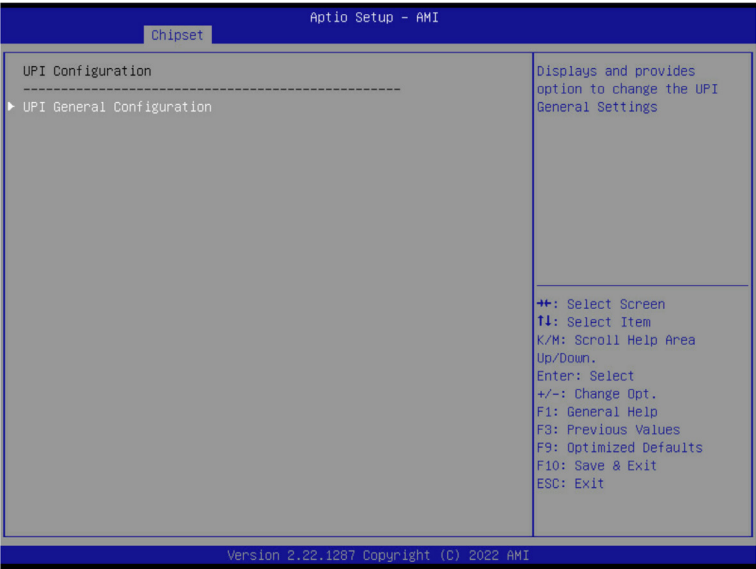 Aptio Setup – AMI
Chipset
UPI Configuration
--------------------------------------------------
▶ UPI General Configuration
Displays and provides
option to change the UPI
General Settings
→←: Select Screen
↑↓: Select Item
K/M: Scroll Help Area
Up/Down.
Enter: Select
+/-: Change Opt.
F1: General Help
F3: Previous Values
F9: Optimized Defaults
F10: Save & Exit
ESC: Exit
Version 2.22.1287 Copyright (C) 2022 AMI